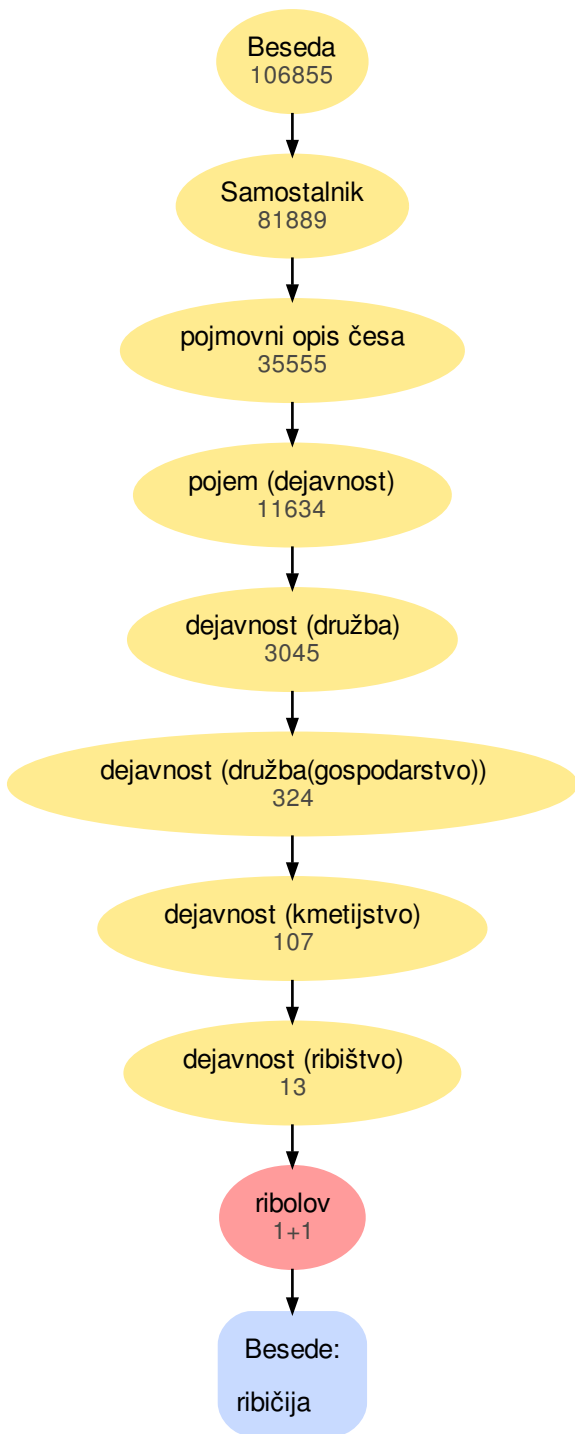 Beseda
106855
Samostalnik
81889
pojmovni opis česa
35555
pojem (dejavnost)
11634
dejavnost (družba)
3045
dejavnost (družba(gospodarstvo))
324
dejavnost (kmetijstvo)
107
dejavnost (ribištvo)
13
ribolov
1+1
Besede:
ribičija